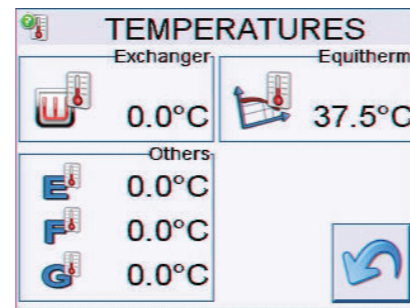 TEMPERATURES
Exchanger Equitherm
0.0°C 37.5°C
Others
E 0.0°C
F 0.0°C
G 0.0°C